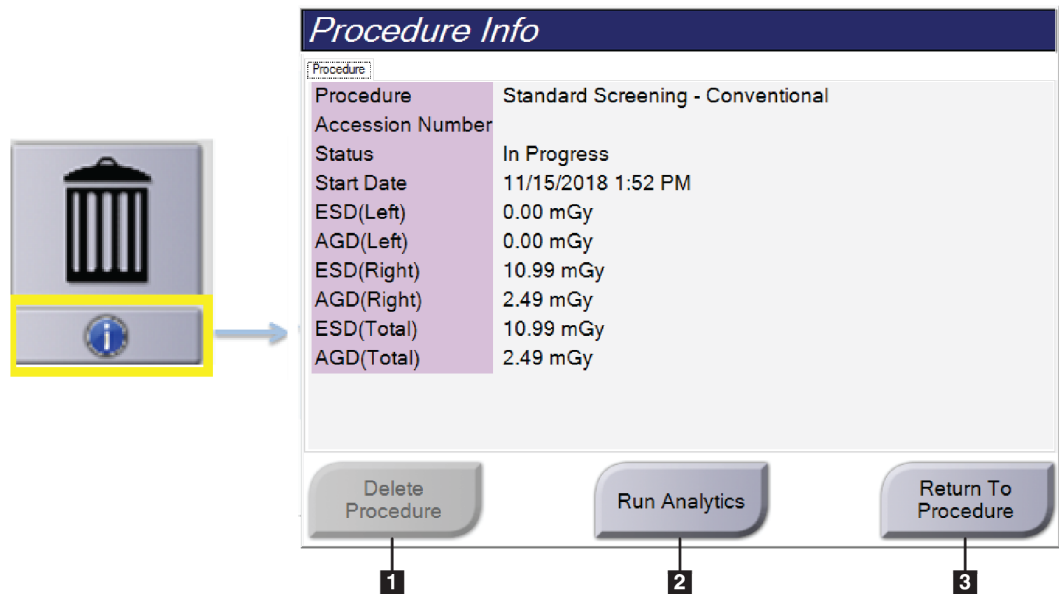 Procedure Info
Procedure
Procedure Standard Screening - Conventional
Accession Number
Status In Progress
Start Date 11/15/2018 1:52 PM
ESD(Left) 0.00 mGy
AGD(Left) 0.00 mGy
ESD(Right) 10.99 mGy
AGD(Right) 2.49 mGy
ESD(Total) 10.99 mGy
AGD(Total) 2.49 mGy
Delete
Procedure
Run Analytics
Return To
Procedure
1 2 3